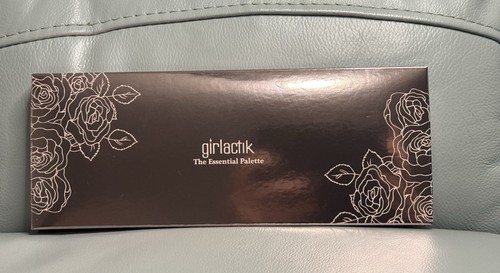 girlactik
The Essential Palette